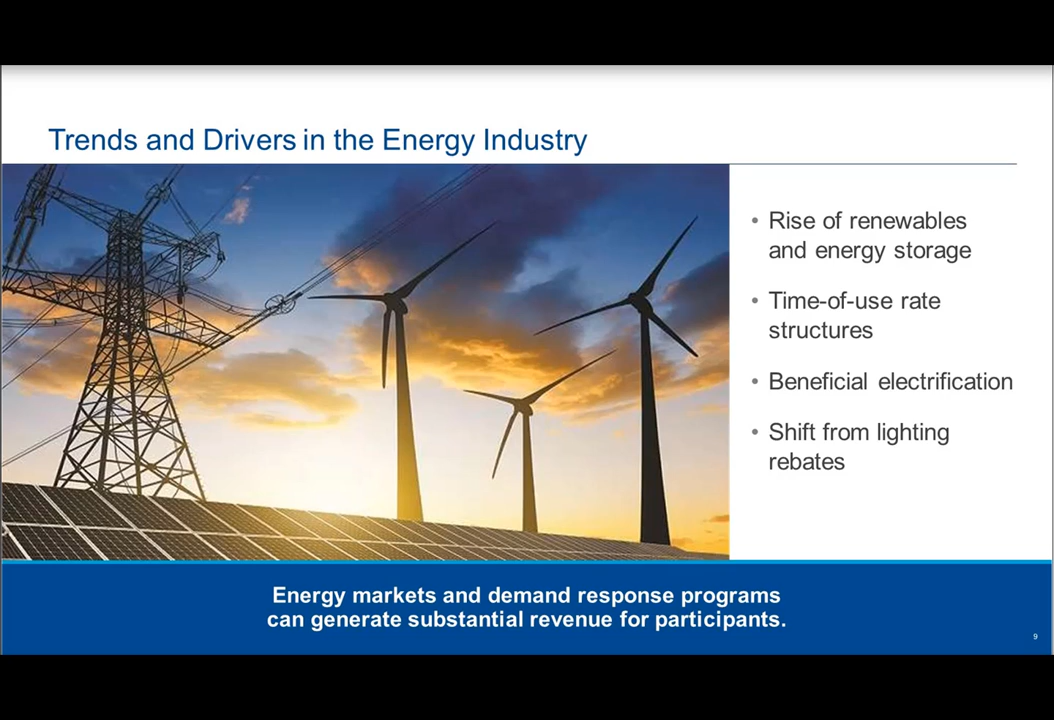 Trends and Drivers in the Energy Industry
• Rise of renewables
and energy storage
• Time-of-use rate
structures
• Beneficial electrification
• Shift from lighting
rebates
Energy markets and demand response programs
can generate substantial revenue for participants.
9